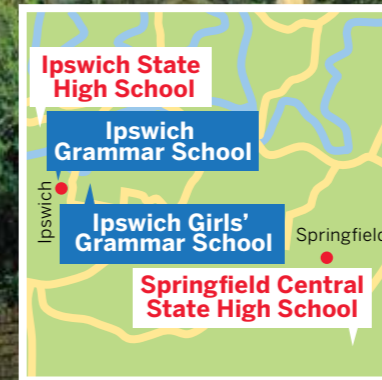 Ipswich State
High School
Ipswich
Grammar School
Ipswich
Ipswich Girls'
Grammar School
Springfield
Springfield Central
State High School